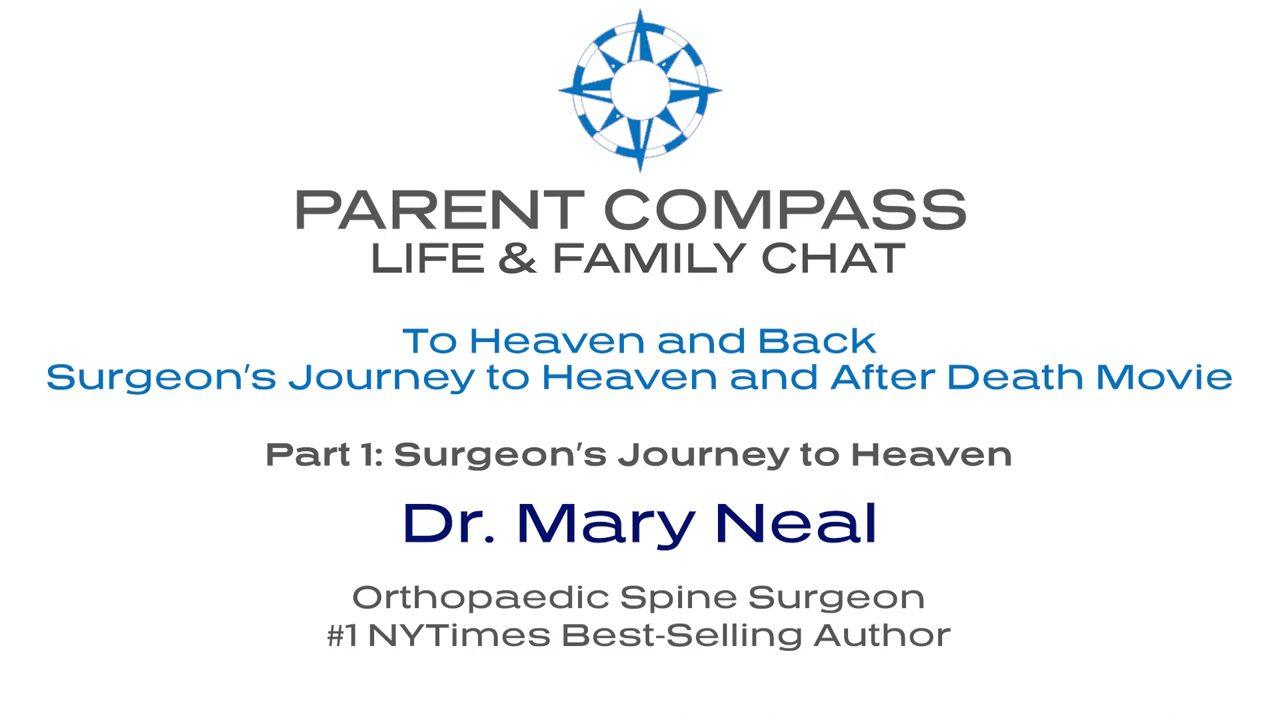 PARENT COMPASS
LIFE & FAMILY CHAT
To Heaven and Back
Surgeon's Journey to Heaven and After Death Movie
Part 1: Surgeon's Journey to Heaven
Dr. Mary Neal
Orthopaedic Spine Surgeon
#1 NYTimes Best-Selling Author